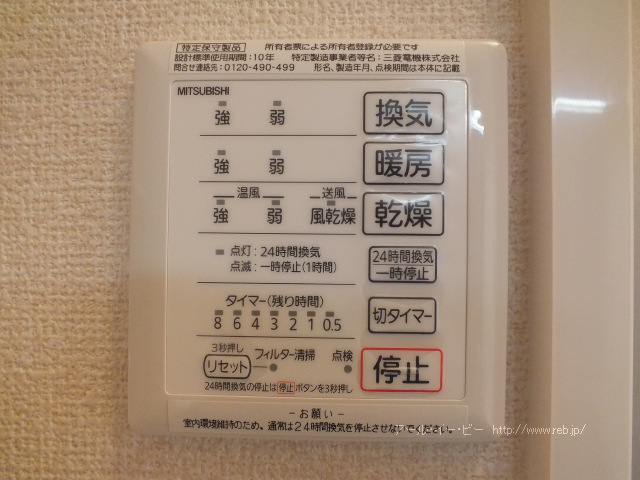 特定保守製品 所有者票による所有者登録が必要です
設計標準使用期間:10年 特定製造事業者等名:三菱電機株式会社
問合せ連絡先:0120-490-499 形名、製造年月、点検期間は本体に記載
MITSUBISHI
強 弱 換気
強 弱 暖房
温風 送風
強 弱 風乾燥 乾燥
点灯:24時間換気
点滅:一時停止(1時間)
24時間換気
一時停止
タイマー(残り時間)
8 6 4 3 2 1 0.5
切タイマー
3秒押し
リセット フィルター清掃 点検 停止
24時間換気の停止は停止ボタンを3秒押し
-お願い-
室内環境維持のため、通常は24時間換気を停止させないでください。
http://www.reb.jp/